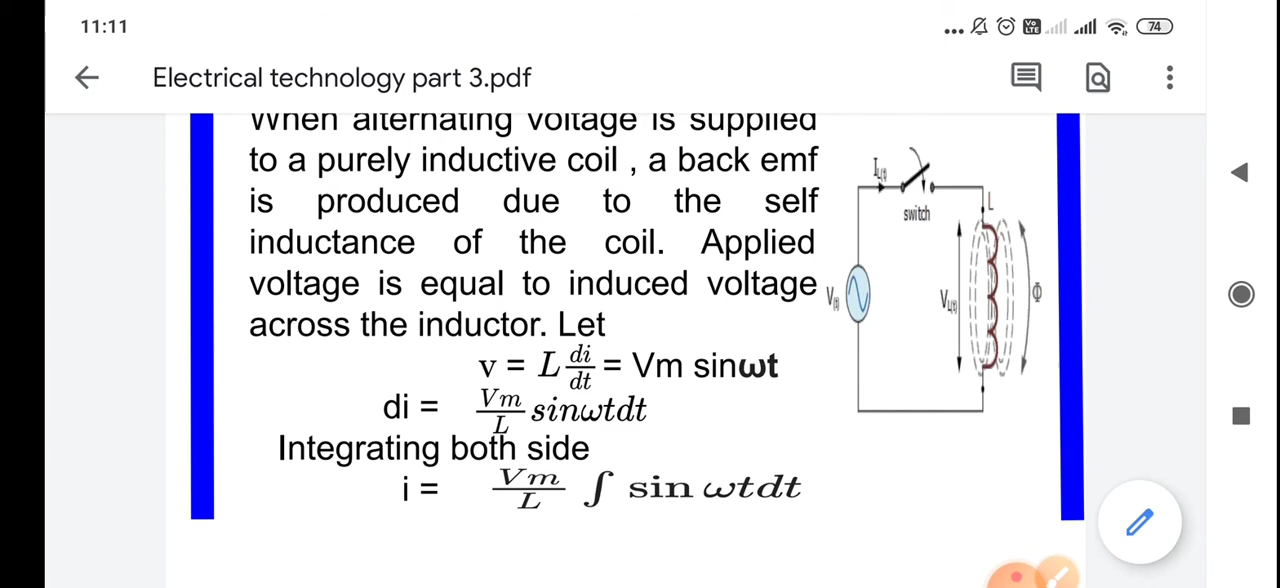 11:11
74
Electrical technology part 3.pdf
When alternating voltage is supplied
to a purely inductive coil , a back emf
is produced due to the self
inductance of the coil. Applied
voltage is equal to induced voltage
across the inductor. Let
v = L di/dt = Vm sinωt
di = Vm/L sinωtdt
Integrating both side
i = Vm/L ∫ sin ωtdt
IL(t)
switch
L
V(t)
VL(t)
Φ